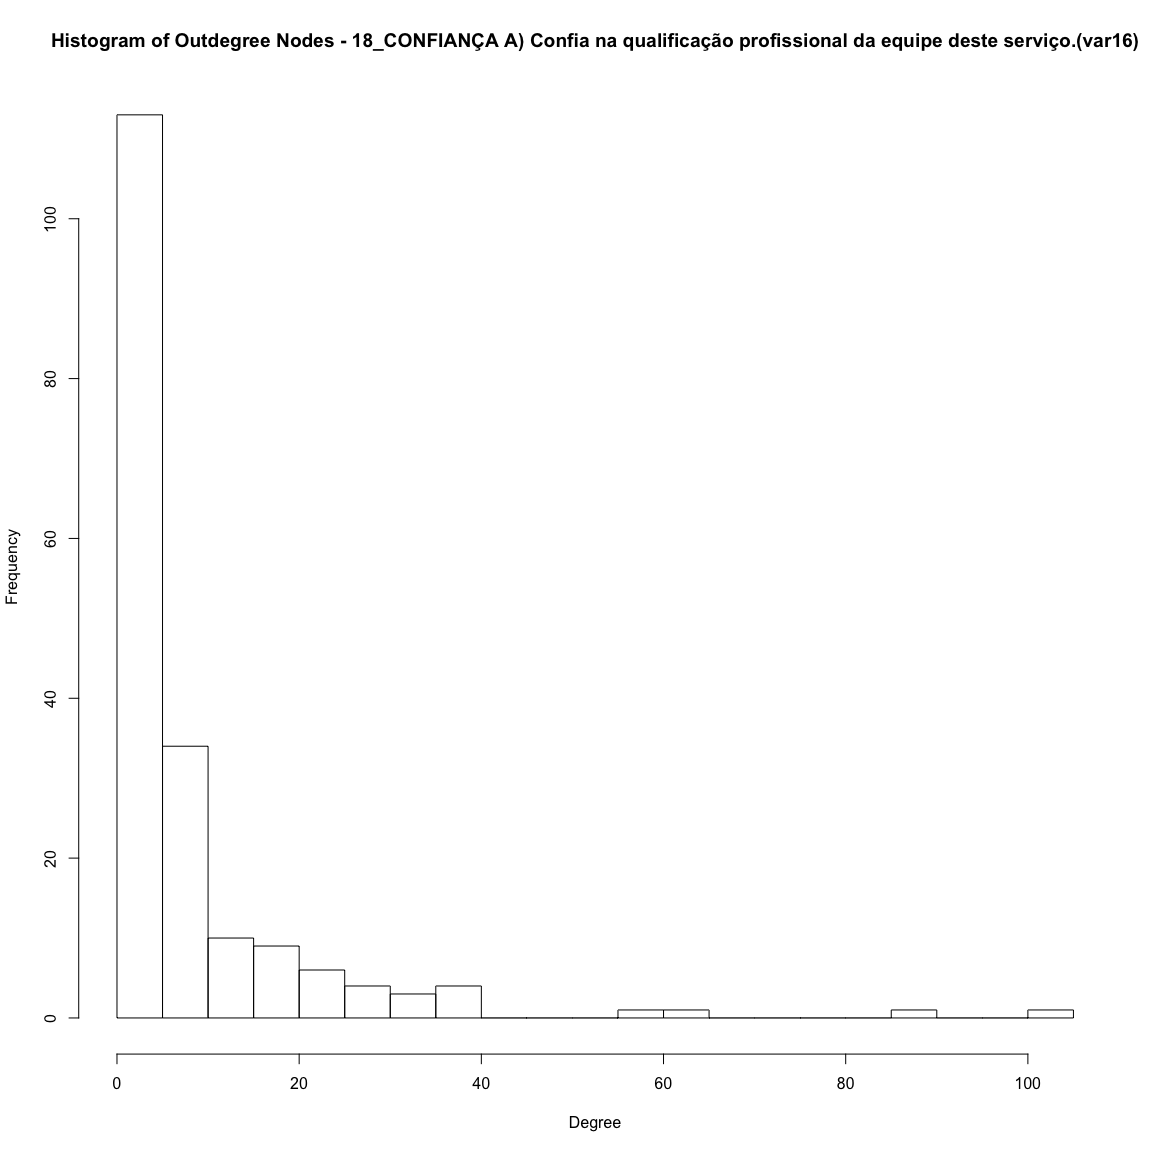 Histogram of Outdegree Nodes - 18_CONFIANÇA A) Confia na qualificação profissional da equipe deste serviço.(var16)
100
80
60
40
20
0
Frequency
0 20 40 60 80 100
Degree